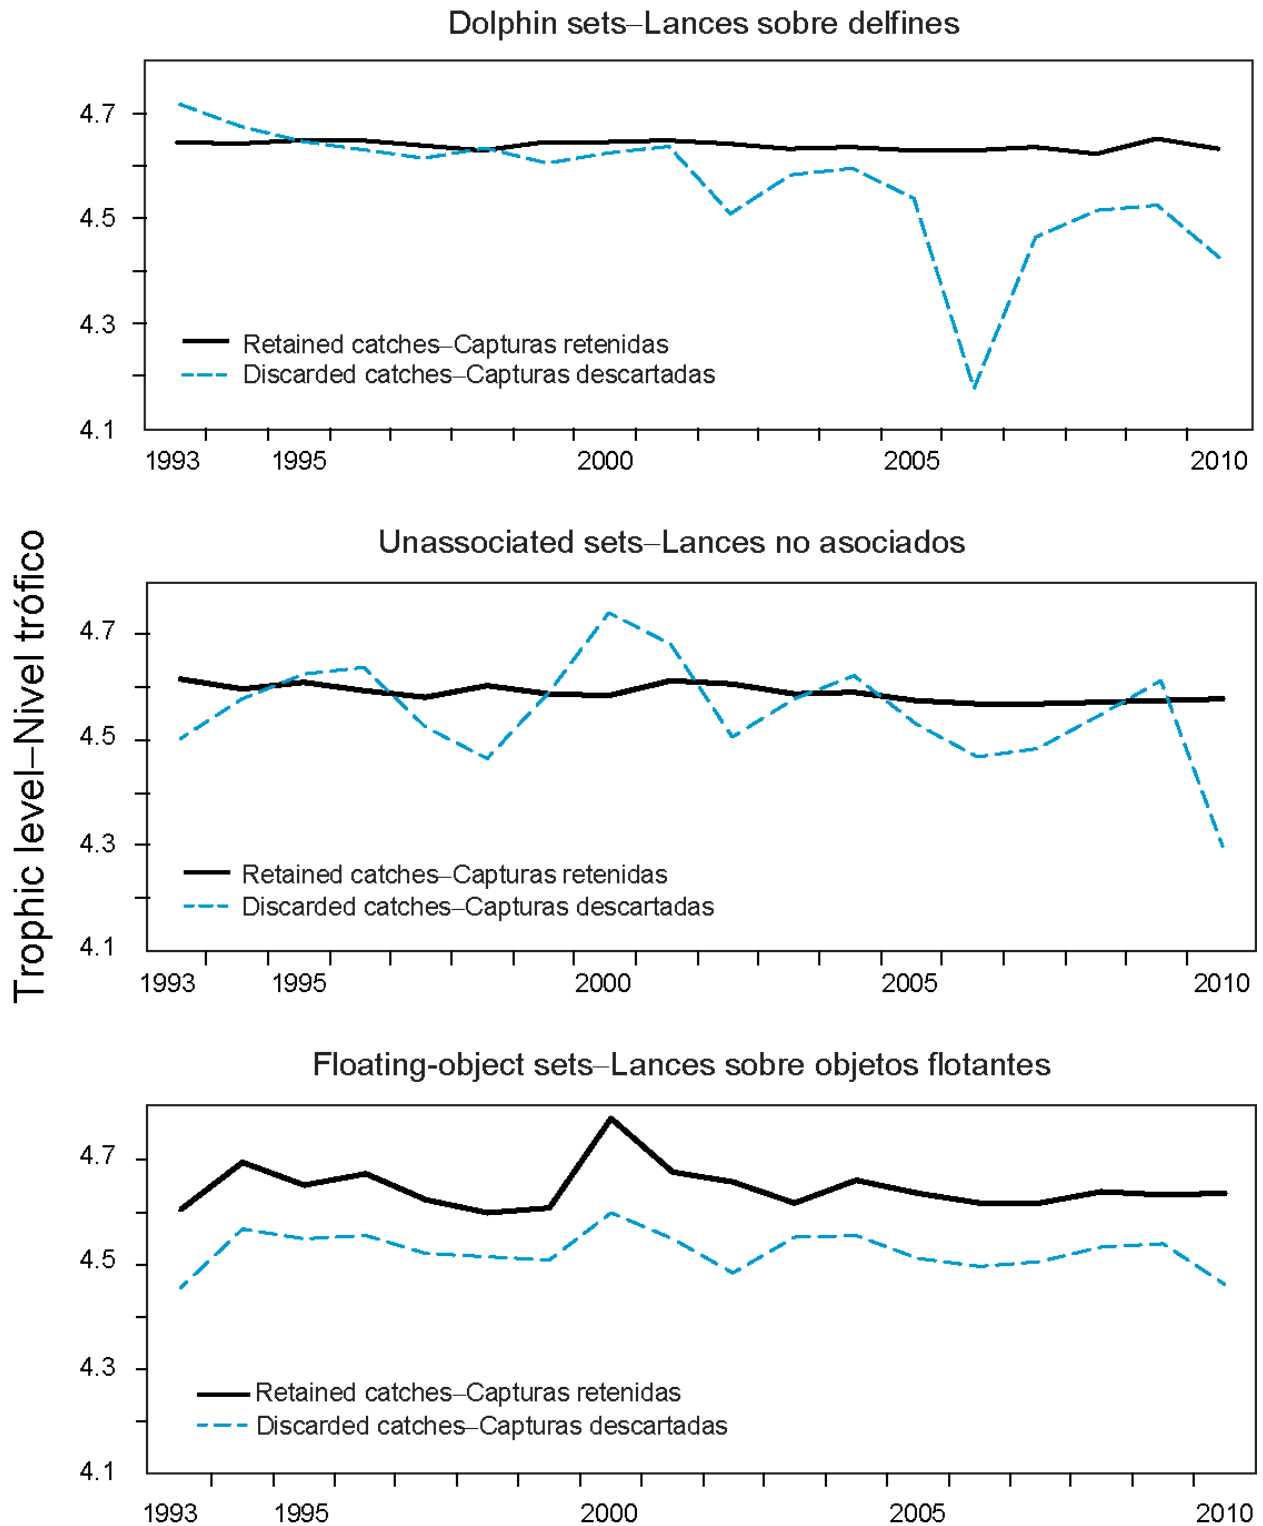 Dolphin sets–Lances sobre delfines
4.7
4.5
4.3
4.1
Retained catches–Capturas retenidas
Discarded catches–Capturas descartadas
1993 1995 2000 2005 2010
Trophic level–Nivel trófico
Unassociated sets–Lances no asociados
4.7
4.5
4.3
4.1
Retained catches–Capturas retenidas
Discarded catches–Capturas descartadas
1993 1995 2000 2005 2010
Floating-object sets–Lances sobre objetos flotantes
4.7
4.5
4.3
4.1
Retained catches–Capturas retenidas
Discarded catches–Capturas descartadas
1993 1995 2000 2005 2010